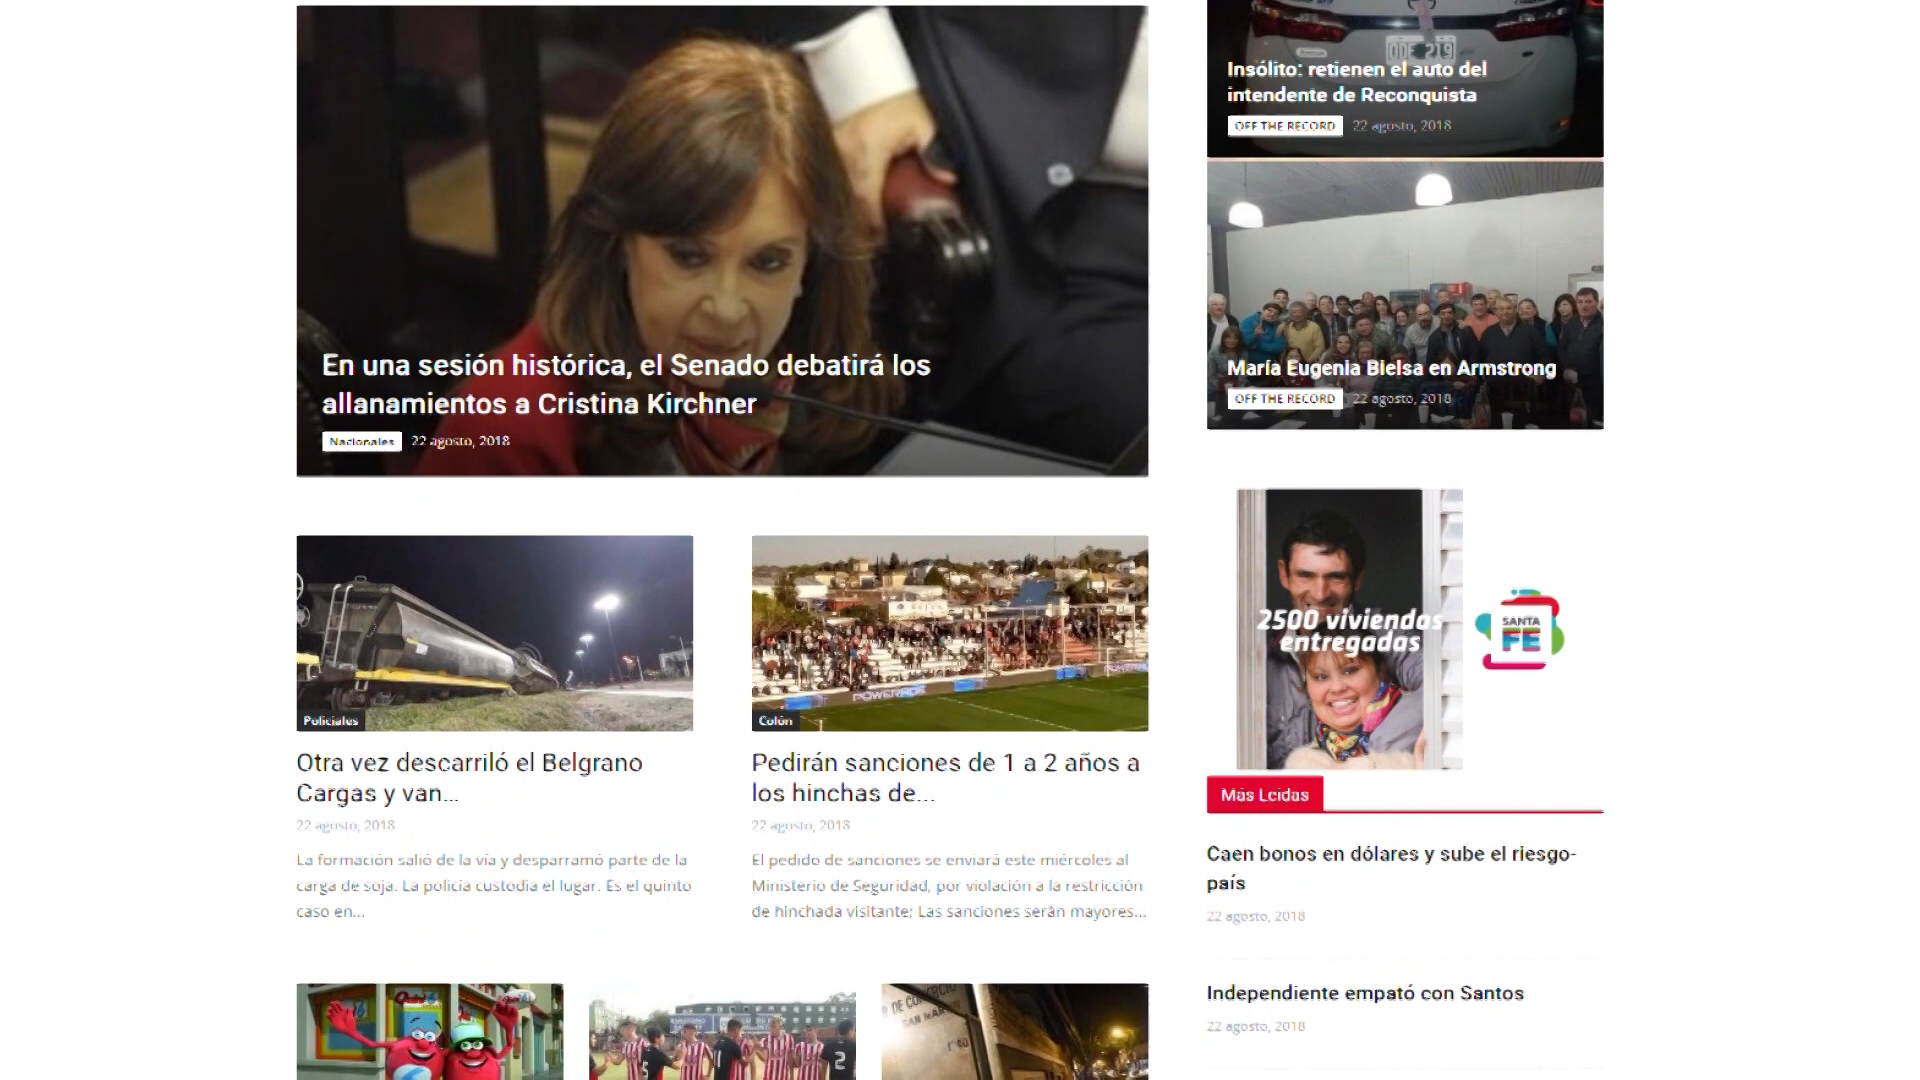 En una sesión histórica, el Senado debatirá los
allanamientos a Cristina Kirchner
Nacionales 22 agosto, 2018
Insólito: retienen el auto del
intendente de Reconquista
OFF THE RECORD 22 agosto, 2018
María Eugenia Bielsa en Armstrong
OFF THE RECORD 22 agosto, 2018
POWERADE
Policiales
Otra vez descarriló el Belgrano
Cargas y van...
22 agosto, 2018
La formación salió de la vía y desparramó parte de la
carga de soja. La policía custodia el lugar. Es el quinto
caso en...
Colón
Pedirán sanciones de 1 a 2 años a
los hinchas de...
22 agosto, 2018
El pedido de sanciones se enviará este miércoles al
Ministerio de Seguridad, por violación a la restricción
de hinchada visitante; Las sanciones serán mayores...
2500 viviendas
entregadas
SANTA
FE
Más Leidas
Caen bonos en dólares y sube el riesgo-
país
22 agosto, 2018
Independiente empató con Santos
22 agosto, 2018
2
DE COMERCIO
SAN MAR